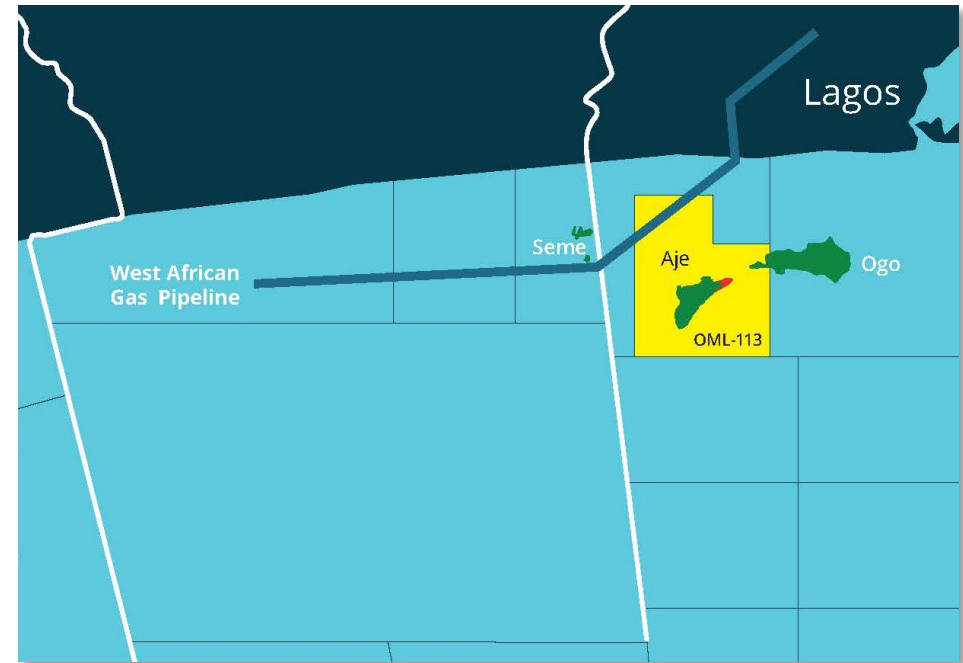 Lagos
Seme
Aje
Ogo
West African
Gas Pipeline
OML-113